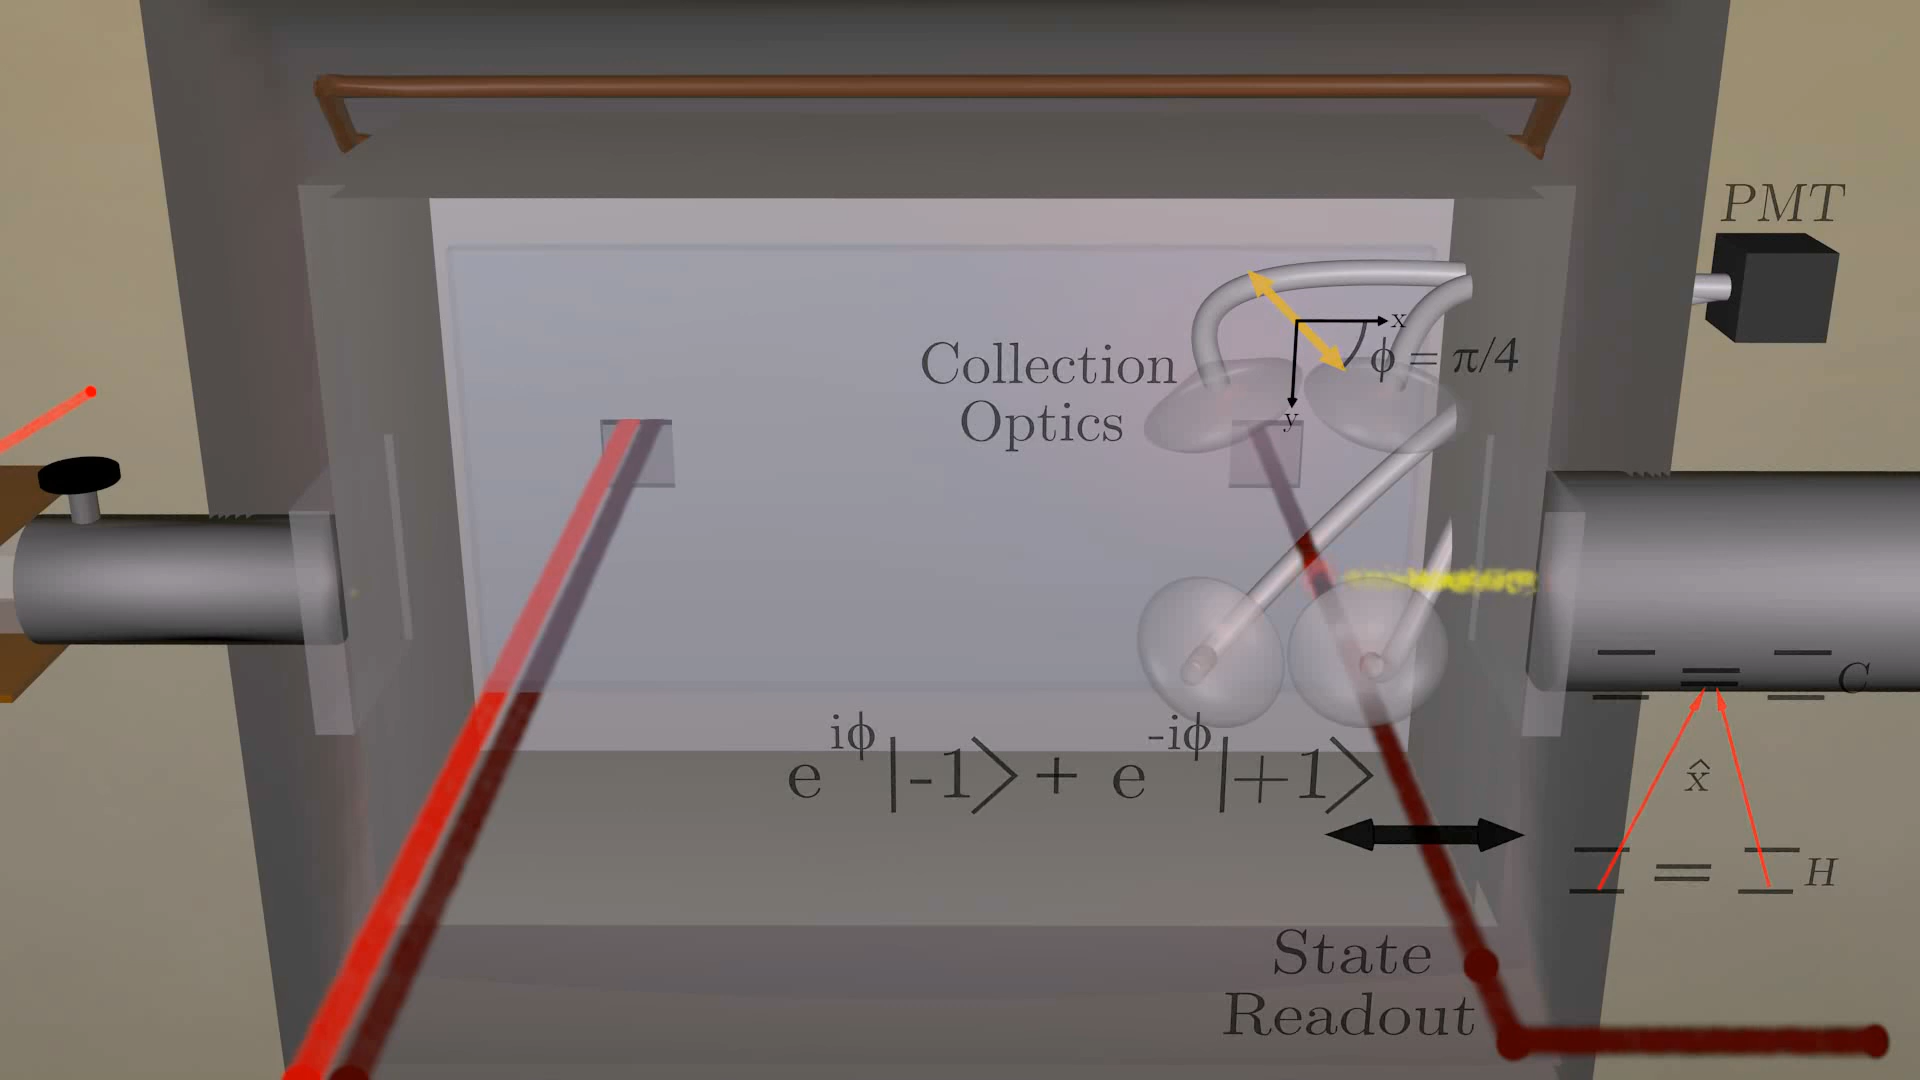 PMT
x
ϕ = π/4
Collection
Optics
y
C
e^iϕ|-1⟩ + e^-iϕ|+1⟩
x̂
H
State
Readout